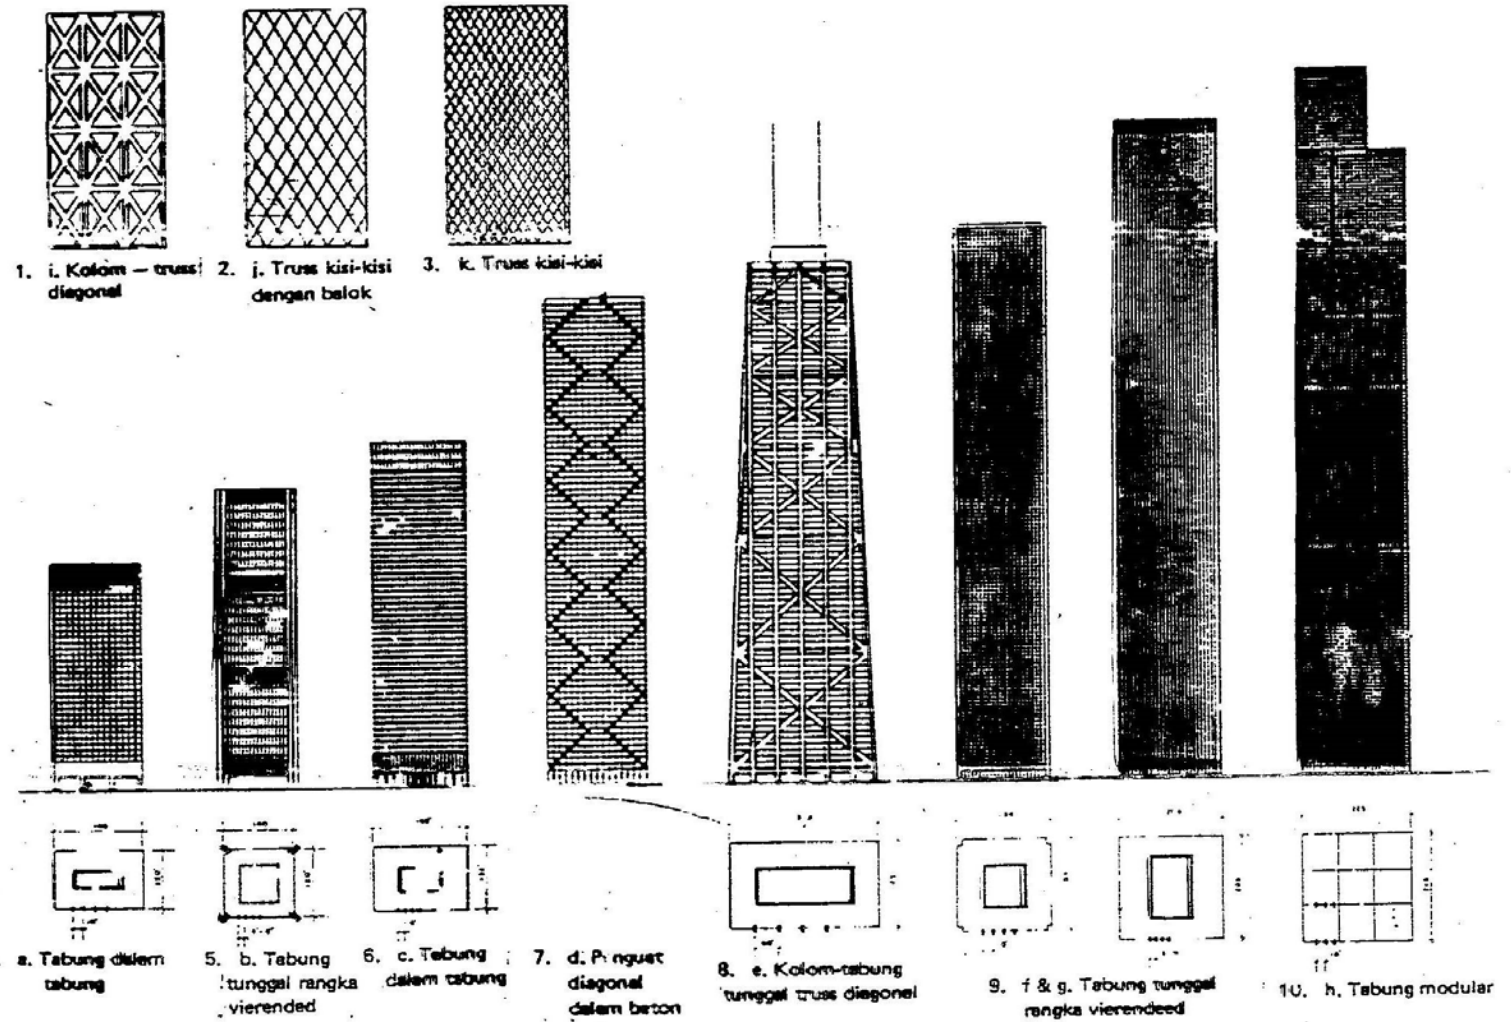 1. i. Kolom – truss
diagonal
2. j. Truss kisi-kisi
dengan balok
3. k. Truss kisi-kisi
a. Tabung dalam
tabung
5. b. Tabung
tunggal rangka
vierended
6. c. Tabung
dalam tabung
7. d. Penguat
diagonal
dalam beton
8. e. Kolom-tabung
tunggal truss diagonal
9. f & g. Tabung tunggal
rangka vierendeed
10. h. Tabung modular